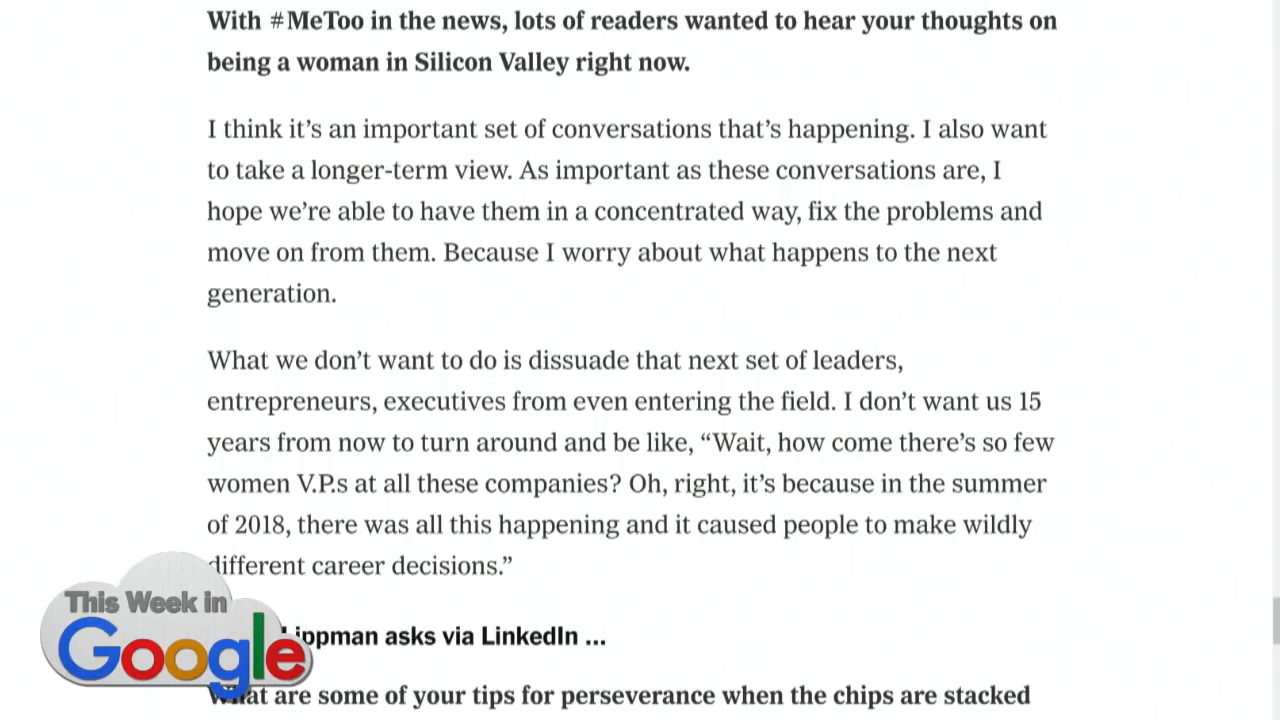 With #MeToo in the news, lots of readers wanted to hear your thoughts on
being a woman in Silicon Valley right now.
I think it's an important set of conversations that's happening. I also want
to take a longer-term view. As important as these conversations are, I
hope we're able to have them in a concentrated way, fix the problems and
move on from them. Because I worry about what happens to the next
generation.
What we don't want to do is dissuade that next set of leaders,
entrepreneurs, executives from even entering the field. I don't want us 15
years from now to turn around and be like, “Wait, how come there's so few
women V.P.s at all these companies? Oh, right, it's because in the summer
of 2018, there was all this happening and it caused people to make wildly
different career decisions.”
This Week in
Google
Lippman asks via LinkedIn ...
What are some of your tips for perseverance when the chips are stacked